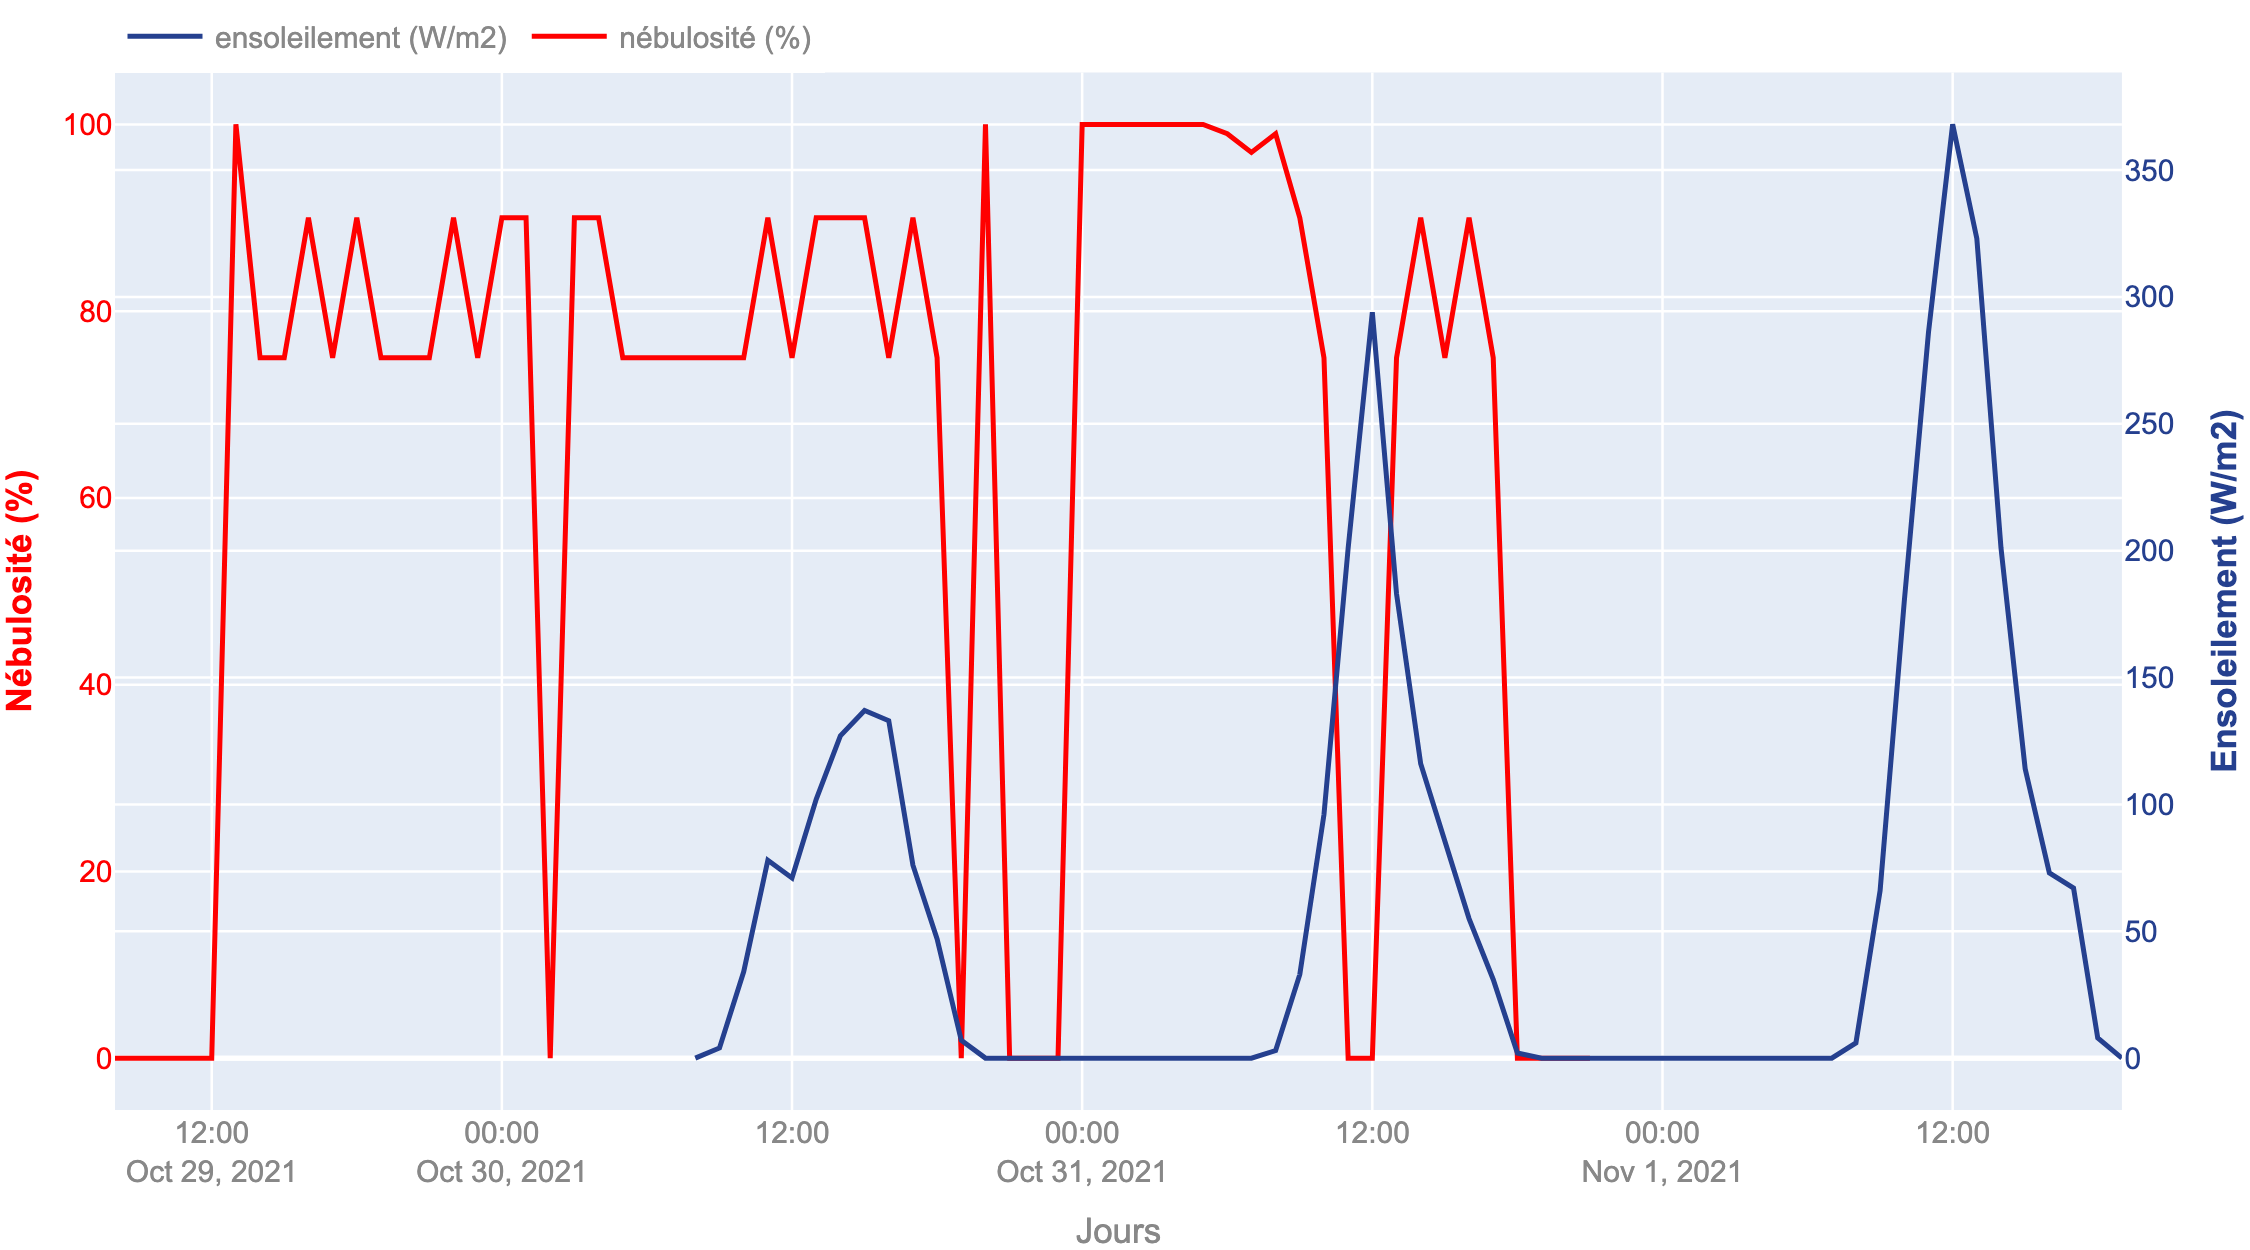 ensoleilement (W/m2) nébulosité (%)
Nébulosité (%)
100
80
60
40
20
0
350
300
250
200
150
100
50
0
Ensoleilement (W/m2)
12:00 00:00 12:00 00:00 12:00 00:00 12:00
Oct 29, 2021 Oct 30, 2021 Oct 31, 2021 Nov 1, 2021
Jours